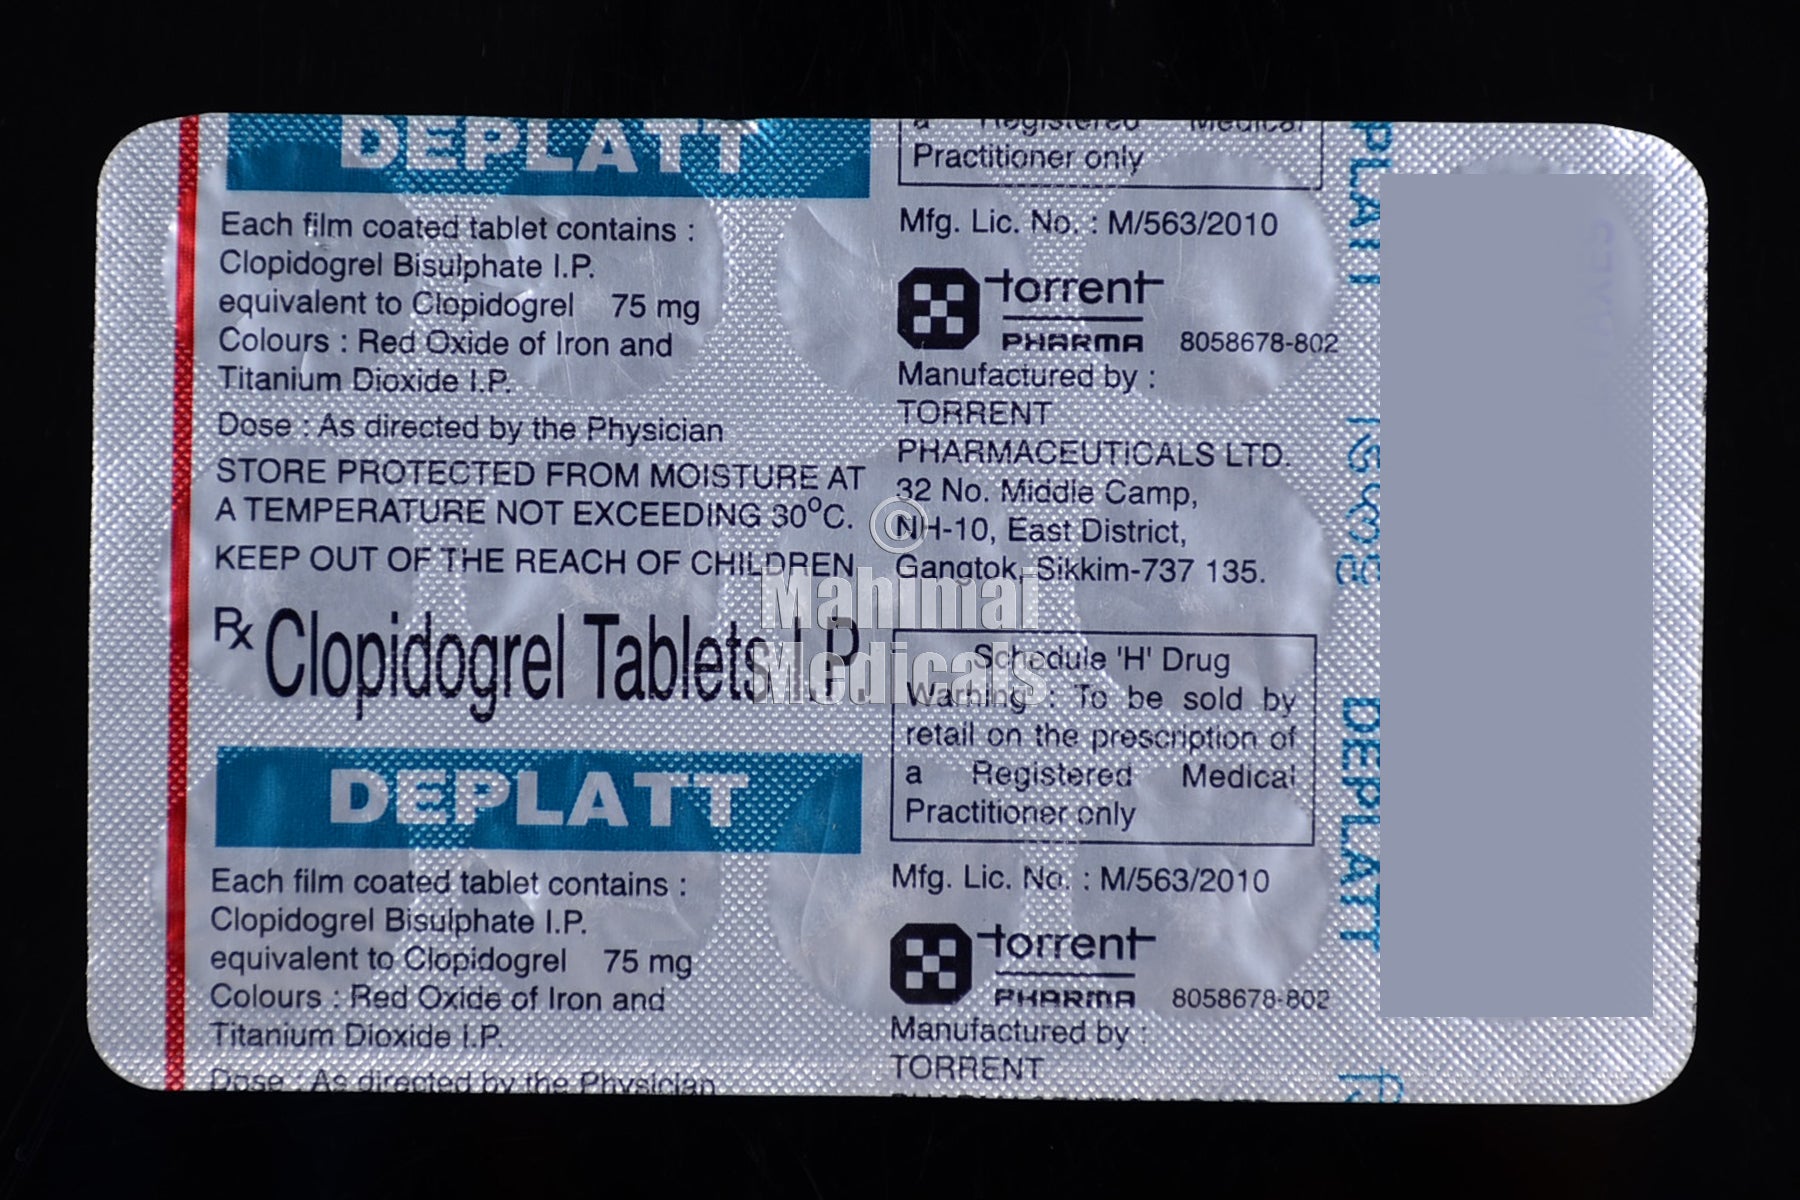 DEPLATT
Each film coated tablet contains :
Clopidogrel Bisulphate I.P.
equivalent to Clopidogrel 75 mg
Colours : Red Oxide of Iron and
Titanium Dioxide I.P.
Dose : As directed by the Physician
STORE PROTECTED FROM MOISTURE AT
A TEMPERATURE NOT EXCEEDING 30°C.
KEEP OUT OF THE REACH OF CHILDREN.
Rx Clopidogrel Tablets I.P.
DEPLATT
Each film coated tablet contains :
Clopidogrel Bisulphate I.P.
equivalent to Clopidogrel 75 mg
Colours : Red Oxide of Iron and
Titanium Dioxide I.P.
Dose : As directed by the Physician
a Registered Medical
Practitioner only
Mfg. Lic. No. : M/563/2010
torrent
PHARMA 8058678-802
Manufactured by :
TORRENT
PHARMACEUTICALS LTD.
32 No. Middle Camp,
NH-10, East District,
Gangtok, Sikkim-737 135.
Schedule 'H' Drug
Warning : To be sold by
retail on the prescription of
a Registered Medical
Practitioner only
Mfg. Lic. No. : M/563/2010
torrent
PHARMA 8058678-802
Manufactured by :
TORRENT
DEPLATT
©
Mahimai
Medicals